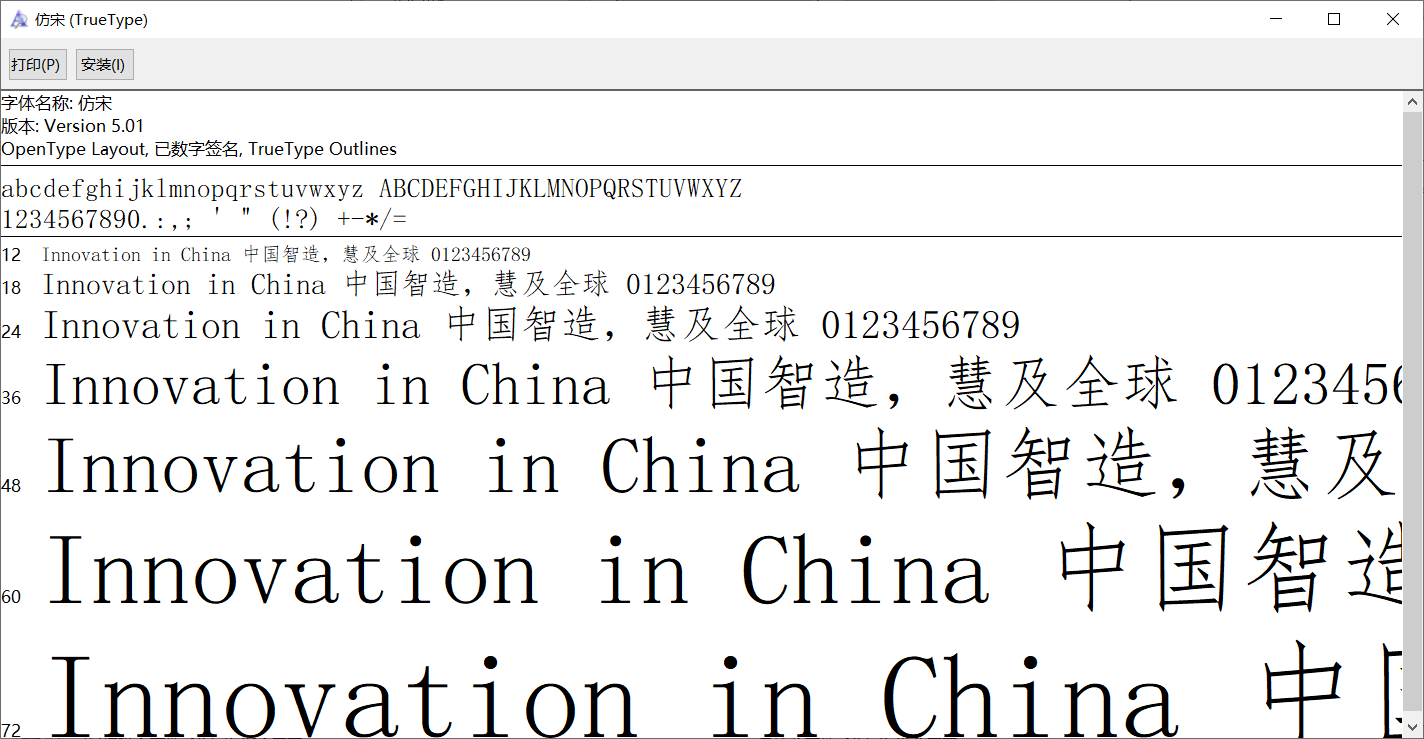 仿宋 (TrueType)
打印(P) 安装(I)
字体名称: 仿宋
版本: Version 5.01
OpenType Layout, 已数字签名, TrueType Outlines
abcdefghijklmnopqrstuvwxyz ABCDEFGHIJKLMNOPQRSTUVWXYZ
1234567890.:,; ' " (!?) +-*/=
12 Innovation in China 中国智造，慧及全球 0123456789
18 Innovation in China 中国智造，慧及全球 0123456789
24 Innovation in China 中国智造，慧及全球 0123456789
36 Innovation in China 中国智造，慧及全球 0123456
48 Innovation in China 中国智造，慧及
60 Innovation in China 中国智造
72 Innovation in China 中国